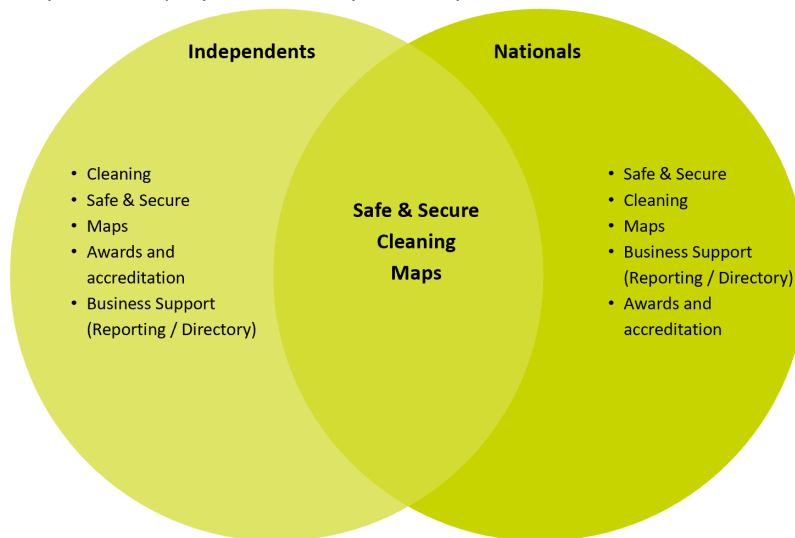 Independents
Nationals
• Cleaning
• Safe & Secure
• Maps
• Awards and
accreditation
• Business Support
(Reporting / Directory)
Safe & Secure
Cleaning
Maps
• Safe & Secure
• Cleaning
• Maps
• Business Support
(Reporting / Directory)
• Awards and
accreditation